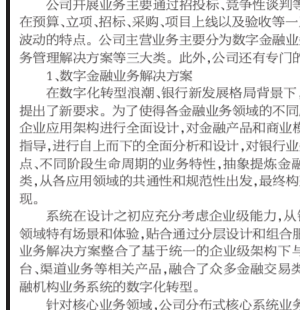 公司开展业务主要通过招投标、竞争性谈判等
在预算、立项、招标、采购、项目上线以及验收等一
波动的特点。公司主营业务主要分为数字金融业
务管理解决方案等三大类。此外,公司还有专门的
1、数字金融业务解决方案
在数字化转型浪潮、银行新发展格局背景下
提出了新要求。为了使得各金融业务领域的不同
企业应用架构进行全面设计,对金融产品和商业模
指导,进行自上而下的全面分析和设计,对银行业
点、不同阶段生命周期的业务特性,抽象提炼金融
类,从各应用领域的共通性和规范性出发,最终构
现。
系统在设计之初应充分考虑企业级能力,从
领域特有场景和体验,贴合通过分层设计和组合
业务解决方案整合了基于统一的企业级架构下与
台、渠道业务等相关产品,融合了众多金融交易类
融机构业务系统的数字化转型。
针对核心业务领域,公司分布式核心系统业务